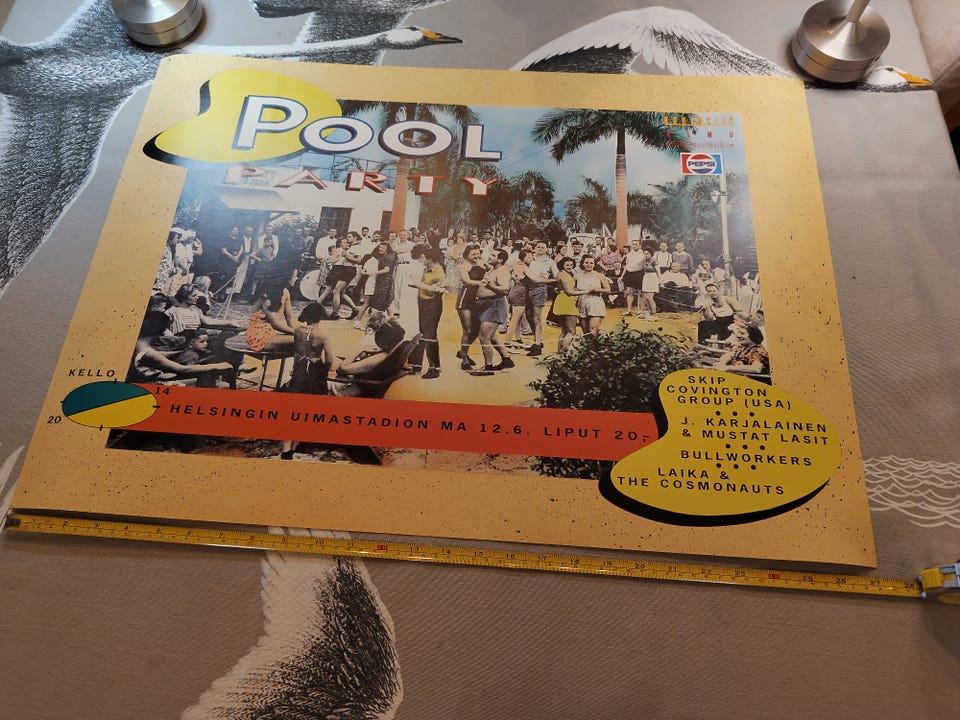 POOL
PARTY
PEPSI
KELLO
14
20
HELSINGIN UIMASTADION MA 12.6. LIPUT 20,-
SKIP
COVINGTON
GROUP (USA)
J. KARJALAINEN
& MUSTAT LASIT
BULLWORKERS
LAIKA &
THE COSMONAUTS